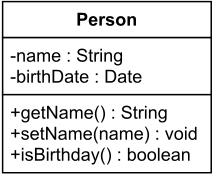 Person
-name : String
-birthDate : Date
+getName() : String
+setName(name) : void
+isBirthday() : boolean